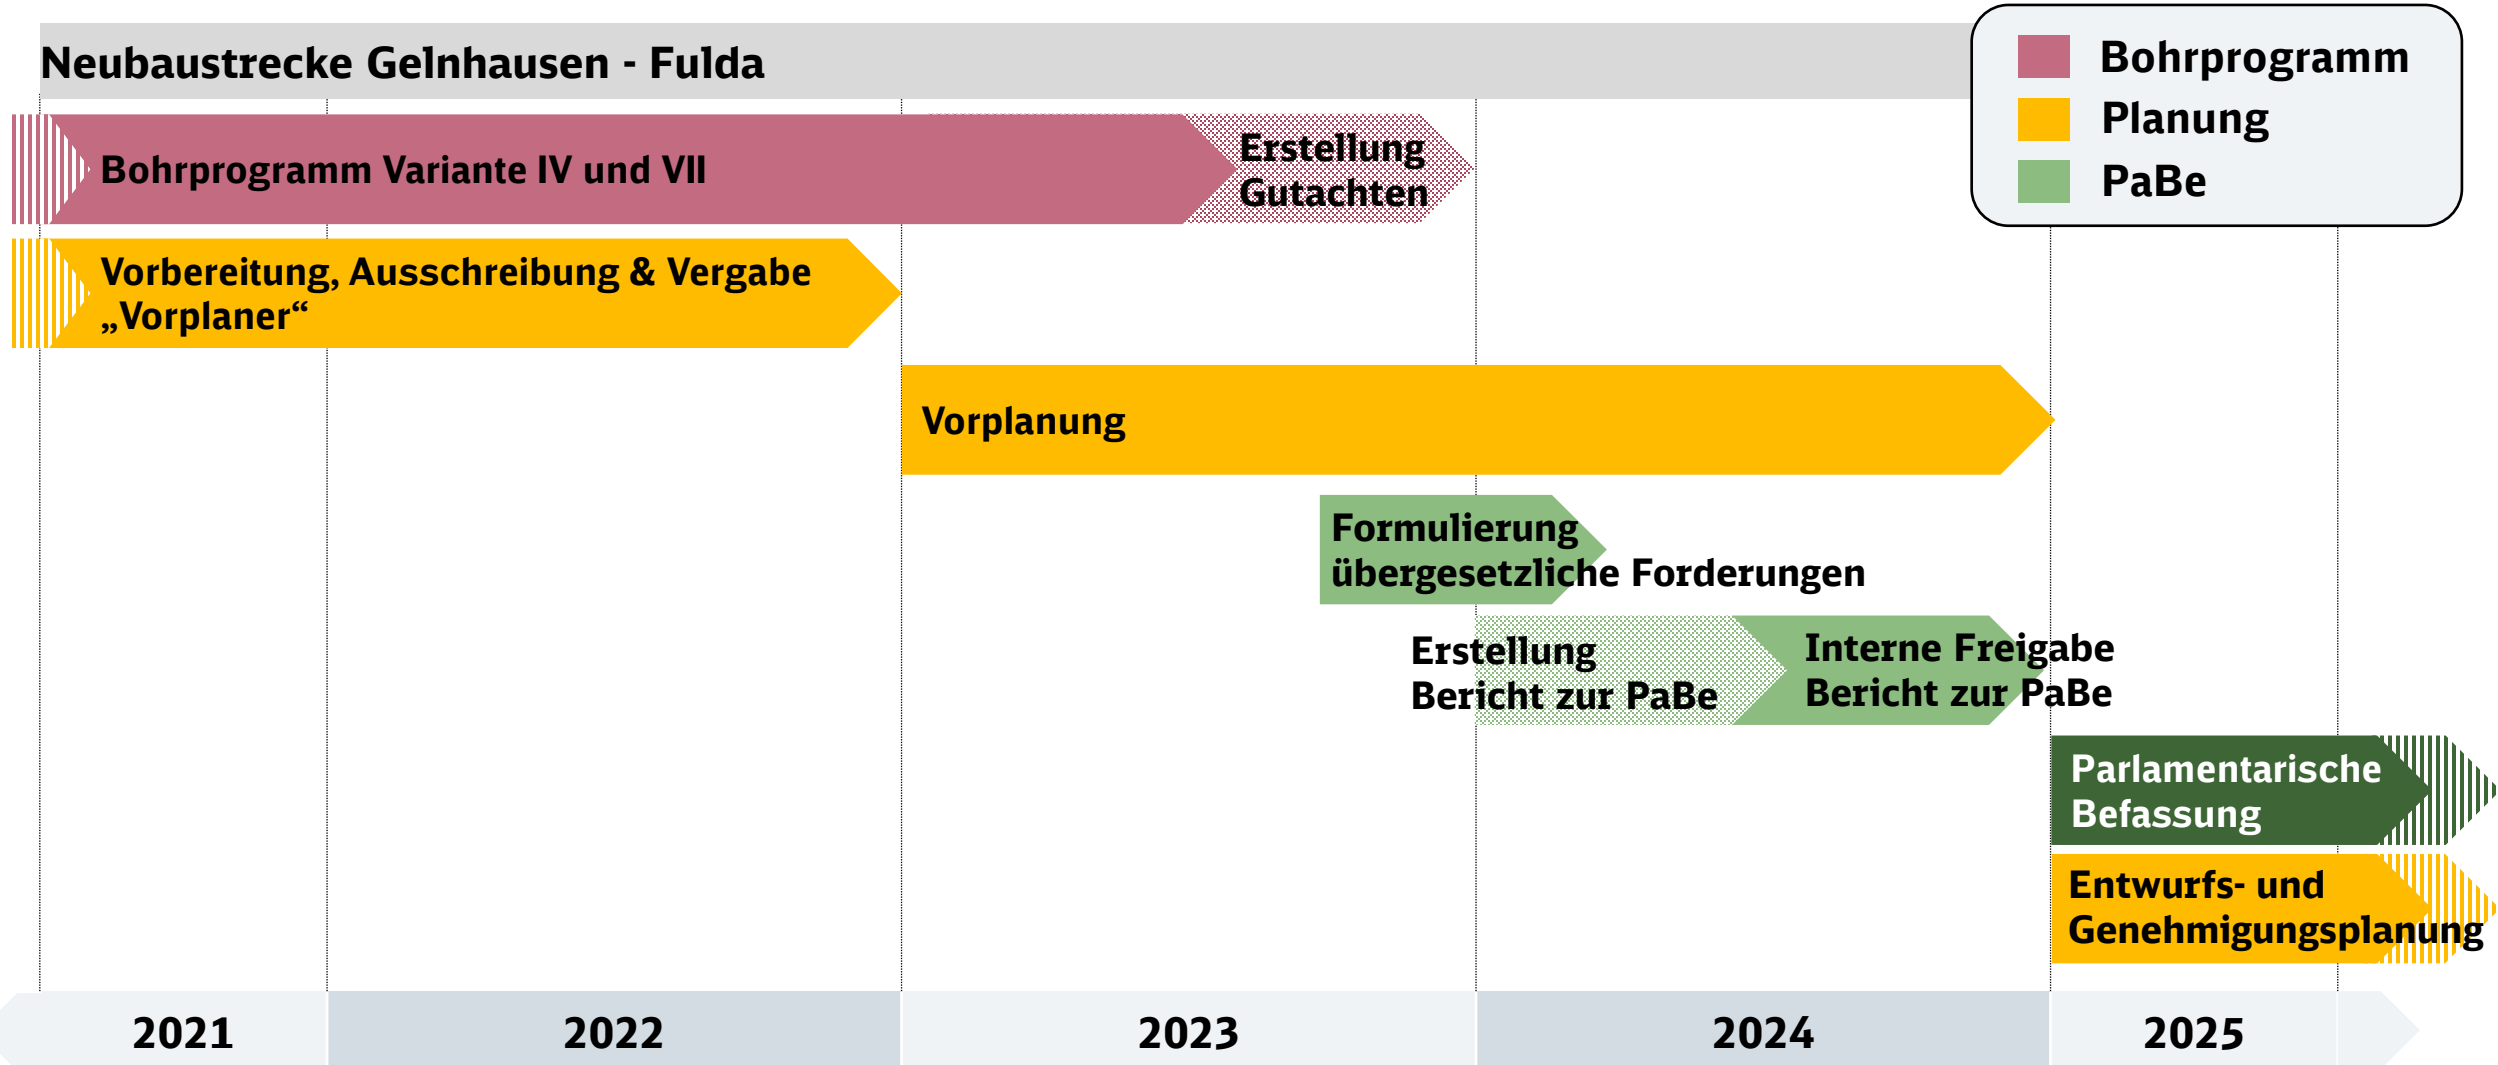 Neubaustrecke Gelnhausen - Fulda
Bohrprogramm
Planung
PaBe
Bohrprogramm Variante IV und VII
Erstellung
Gutachten
Vorbereitung, Ausschreibung & Vergabe
„Vorplaner“
Vorplanung
Formulierung
übergesetzliche Forderungen
Erstellung
Bericht zur PaBe
Interne Freigabe
Bericht zur PaBe
Parlamentarische
Befassung
Entwurfs- und
Genehmigungsplanung
2021
2022
2023
2024
2025